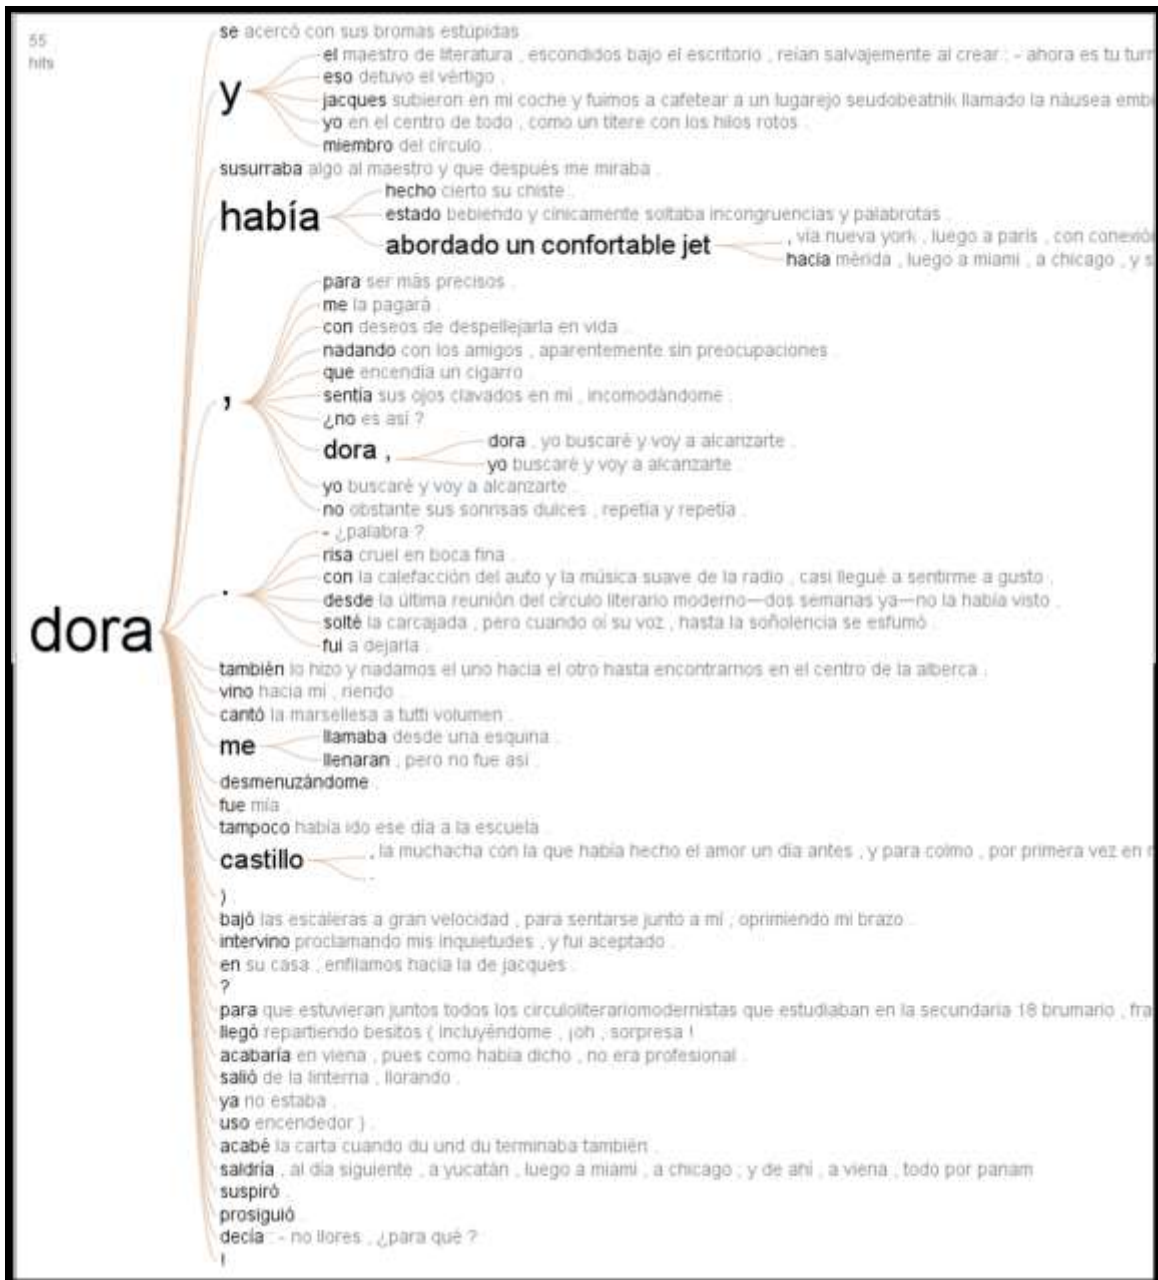 55
hits
se acercó con sus bromas estúpidas
y
el maestro de literatura , escondidos bajo el escritorio , reían salvajemente al crear : - ahora es tu turn
eso detuvo el vértigo .
jacques subieron en mi coche y fuimos a cafetear a un lugarejo seudobeatnik llamado la náusea emb
yo en el centro de todo , como un títere con los hilos rotos .
miembro del círculo .
susurraba algo al maestro y que después me miraba .
había
hecho cierto su chiste .
estado bebiendo y cínicamente soltaba incongruencias y palabrotas .
abordado un confortable jet
, vía nueva york , luego a parís , con conexió
hacia mérida , luego a miami , a chicago , y s
,
para ser más precisos .
me la pagará .
con deseos de despellejarla en vida .
nadando con los amigos , aparentemente sin preocupaciones .
que encendía un cigarro
sentía sus ojos clavados en mí , incomodándome .
¿no es así ?
dora ,
dora , yo buscaré y voy a alcanzarte .
yo buscaré y voy a alcanzarte .
yo buscaré y voy a alcanzarte .
no obstante sus sonrisas dulces , repetía y repetía .
.
- ¿palabra ?
risa cruel en boca fina .
con la calefacción del auto y la música suave de la radio , casi llegué a sentirme a gusto .
desde la última reunión del círculo literario moderno—dos semanas ya—no la había visto .
solté la carcajada , pero cuando oí su voz , hasta la soñolencia se esfumó .
fui a dejarla .
dora
también lo hizo y nadamos el uno hacia el otro hasta encontrarnos en el centro de la alberca .
vino hacia mí , riendo .
cantó la marsellesa a tutti volumen .
me
llamaba desde una esquina .
llenaran , pero no fue así .
desmenuzándome .
fue mía .
tampoco había ido ese día a la escuela .
castillo
, la muchacha con la que había hecho el amor un día antes , y para colmo , por primera vez en
.
) .
bajó las escaleras a gran velocidad , para sentarse junto a mí , oprimiendo mi brazo .
intervino proclamando mis inquietudes , y fui aceptado .
en su casa , enfilamos hacia la de jacques .
?
para que estuvieran juntos todos los circuloliterariomodernistas que estudiaban en la secundaria 18 brumario , fra
llegó repartiendo besitos ( incluyéndome , ¡oh , sorpresa !
acabaría en viena , pues como había dicho , no era profesional .
salió de la linterna , llorando .
ya no estaba .
uso encendedor ) .
acabé la carta cuando du und du terminaba también .
saldría , al día siguiente , a yucatán , luego a miami , a chicago ; y de ahí , a viena , todo por panam
suspiró .
prosiguió .
decía : - no llores , ¿para qué ?
!